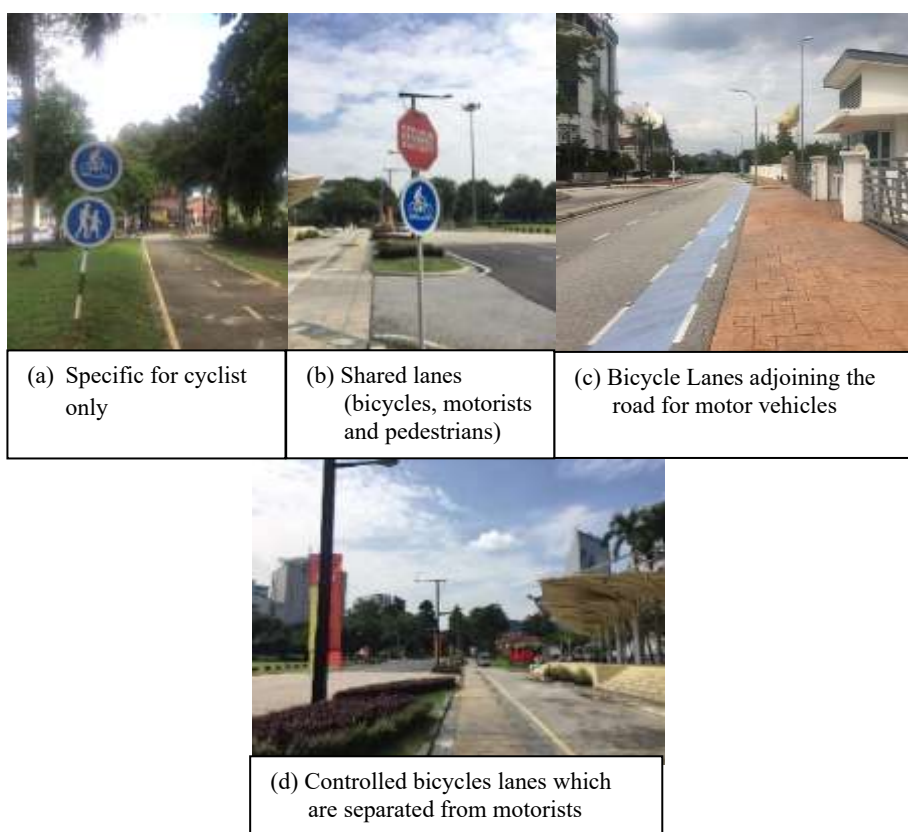 (a) Specific for cyclist
only
(b) Shared lanes
(bicycles, motorists
and pedestrians)
(c) Bicycle Lanes adjoining the
road for motor vehicles
(d) Controlled bicycles lanes which
are separated from motorists